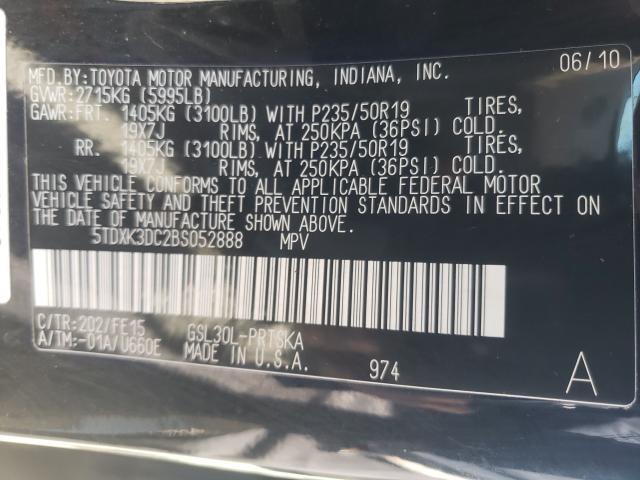 MFD.BY:TOYOTA MOTOR MANUFACTURING, INDIANA, INC. 06/10
GVWR:2715KG (5995LB)
GAWR:FRT. 1405KG (3100LB) WITH P235/50R19 TIRES,
19X7J RIMS, AT 250KPA (36PSI) COLD.
RR. 1405KG (3100LB) WITH P235/50R19 TIRES,
19X7J RIMS, AT 250KPA (36PSI) COLD.
THIS VEHICLE CONFORMS TO ALL APPLICABLE FEDERAL MOTOR
VEHICLE SAFETY AND THEFT PREVENTION STANDARDS IN EFFECT ON
THE DATE OF MANUFACTURE SHOWN ABOVE.
5TDXK3DC2BS052888 MPV
C/TR:202/FE15 GSL30L-PRTSKA
A/TM:-01A/U660E MADE IN U.S.A. 974 A